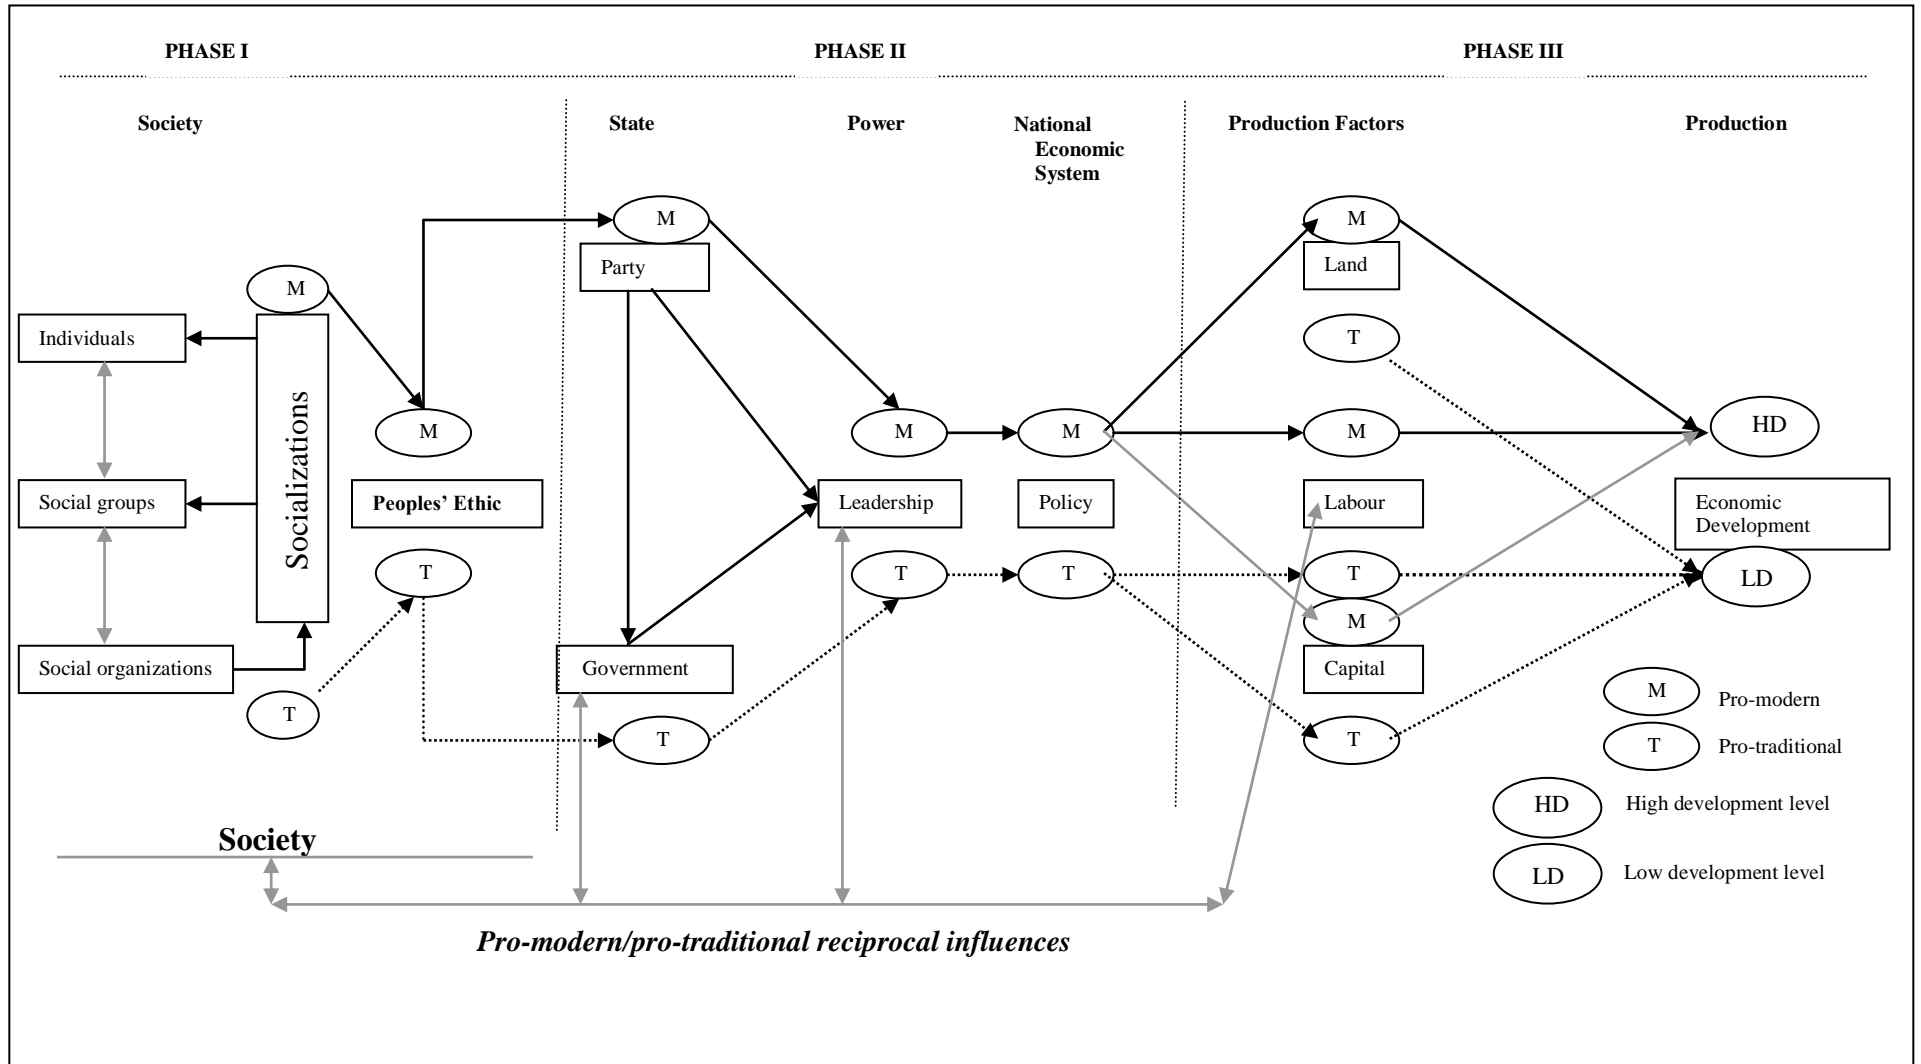 PHASE I
PHASE II
PHASE III
Society
State
Power
National
Economic
System
Production Factors
Production
M
Party
M
Land
M
Individuals
Socializations
T
M
M
M
M
HD
Social groups
Peoples’ Ethic
Leadership
Policy
Labour
Economic
Development
T
T
T
T
LD
M
Social organizations
Government
Capital
T
T
T
M
Pro-modern
T
Pro-traditional
HD
High development level
LD
Low development level
Society
Pro-modern/pro-traditional reciprocal influences